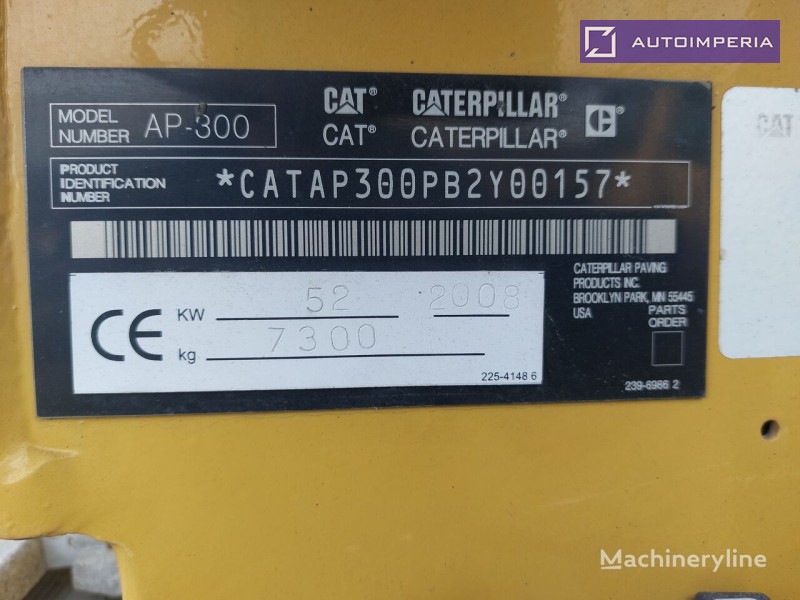 AUTOIMPERIA
MODEL NUMBER AP-300
CAT® CATERPILLAR®
CAT® CATERPILLAR®
PRODUCT IDENTIFICATION NUMBER *CATAP300PB2Y00157*
CE
KW 52 2008
kg 7300
225-4148 6
CATERPILLAR PAVING
PRODUCTS INC.
BROOKLYN PARK, MN 55445
USA PARTS
ORDER
239-6986 2
CAT
Machineryline